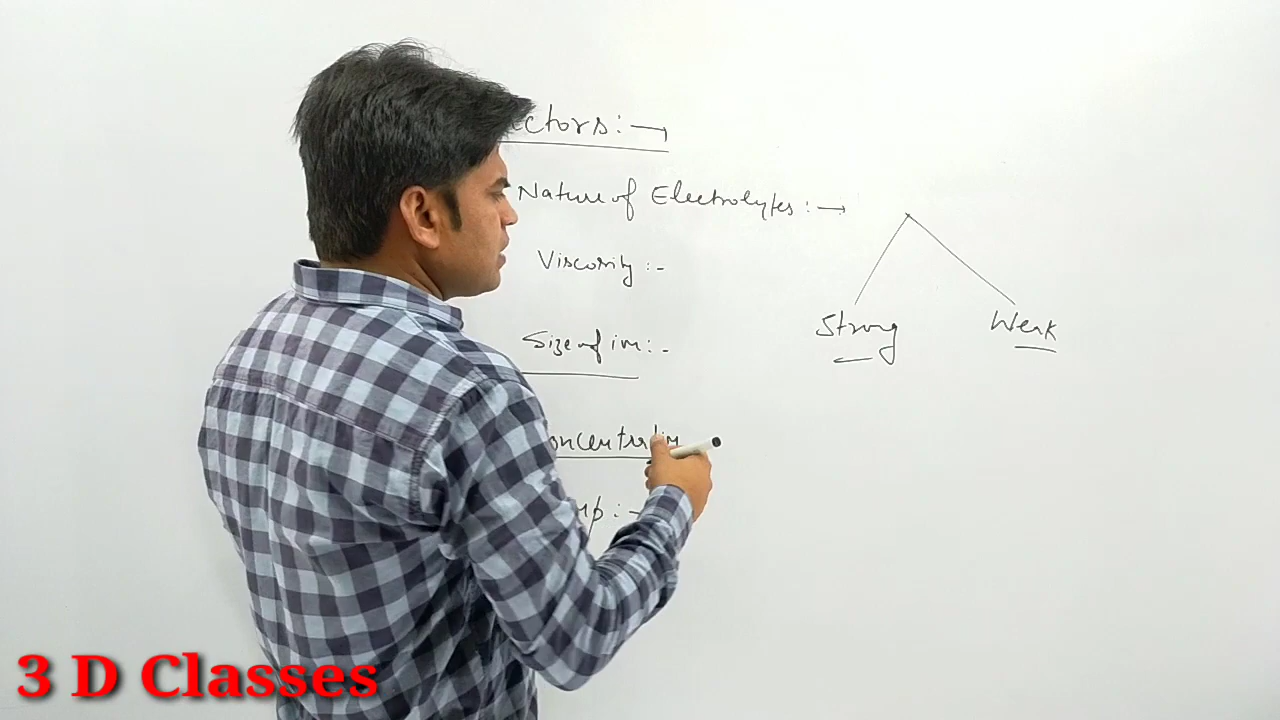 ctors:→
Nature of Electrolytes:→
Viscosity:-
Strong Weak
Size of ion:-
oncentration
mp:-
3 D Classes